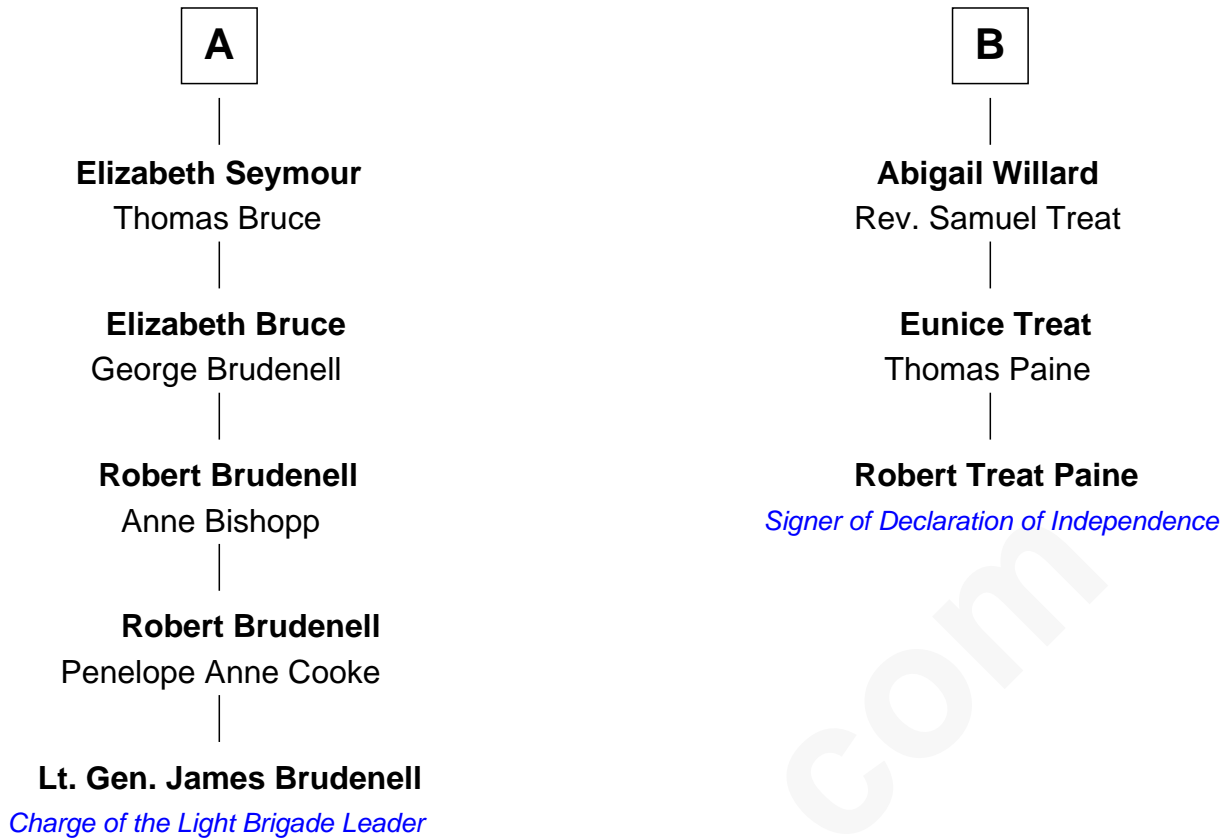 A
Elizabeth Seymour
Thomas Bruce
Elizabeth Bruce
George Brudenell
Robert Brudenell
Anne Bishopp
Robert Brudenell
Penelope Anne Cooke
Lt. Gen. James Brudenell
Charge of the Light Brigade Leader
B
Abigail Willard
Rev. Samuel Treat
Eunice Treat
Thomas Paine
Robert Treat Paine
Signer of Declaration of Independence
com